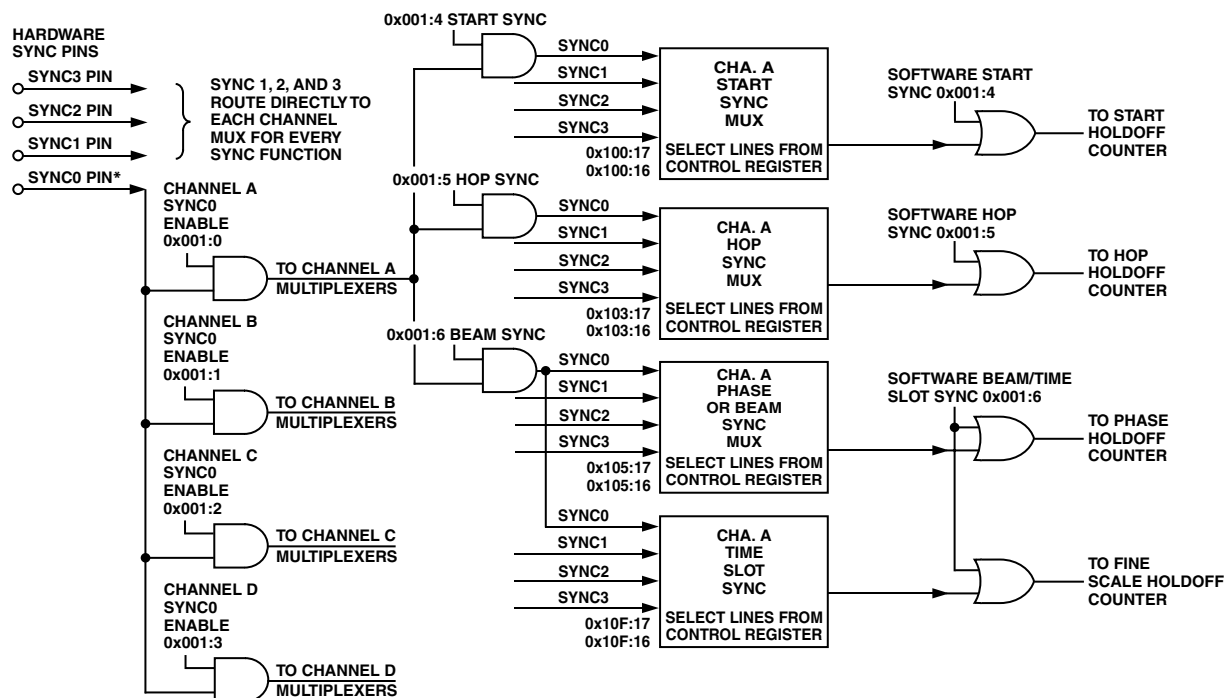 HARDWARE
SYNC PINS
SYNC3 PIN
SYNC2 PIN
SYNC1 PIN
SYNC0 PIN*
SYNC 1, 2, AND 3
ROUTE DIRECTLY TO
EACH CHANNEL
MUX FOR EVERY
SYNC FUNCTION
CHANNEL A
SYNC0
ENABLE
0x001:0
TO CHANNEL A
MULTIPLEXERS
CHANNEL B
SYNC0
ENABLE
0x001:1
TO CHANNEL B
MULTIPLEXERS
CHANNEL C
SYNC0
ENABLE
0x001:2
TO CHANNEL C
MULTIPLEXERS
CHANNEL D
SYNC0
ENABLE
0x001:3
TO CHANNEL D
MULTIPLEXERS
0x001:4 START SYNC
SYNC0
SYNC1
SYNC2
SYNC3
0x100:17
0x100:16
CHA. A
START
SYNC
MUX
SELECT LINES FROM
CONTROL REGISTER
SOFTWARE START
SYNC 0x001:4
TO START
HOLDOFF
COUNTER
0x001:5 HOP SYNC
SYNC0
SYNC1
SYNC2
SYNC3
0x103:17
0x103:16
CHA. A
HOP
SYNC
MUX
SELECT LINES FROM
CONTROL REGISTER
SOFTWARE HOP
SYNC 0x001:5
TO HOP
HOLDOFF
COUNTER
0x001:6 BEAM SYNC
SYNC0
SYNC1
SYNC2
SYNC3
0x105:17
0x105:16
CHA. A
PHASE
OR BEAM
SYNC
MUX
SELECT LINES FROM
CONTROL REGISTER
SOFTWARE BEAM/TIME
SLOT SYNC 0x001:6
TO PHASE
HOLDOFF
COUNTER
SYNC0
SYNC1
SYNC2
SYNC3
0x10F:17
0x10F:16
CHA. A
TIME
SLOT
SYNC
SELECT LINES FROM
CONTROL REGISTER
TO FINE
SCALE HOLDOFF
COUNTER